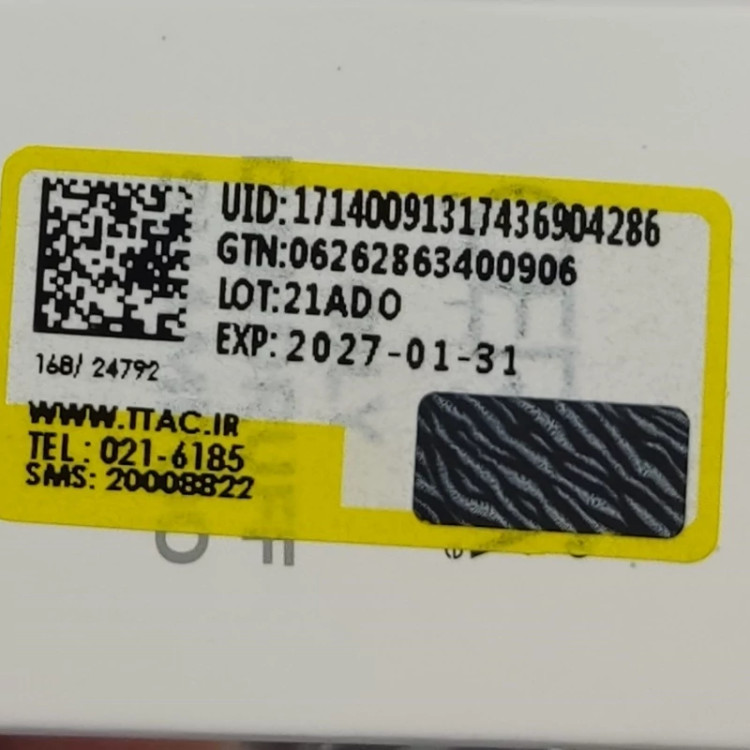 UID:17140091317436904286
GTN:06262863400906
LOT:21ADO
EXP:2027-01-31
168/ 24792
WWW.TTAC.IR
TEL : 021-6185
SMS: 20008822